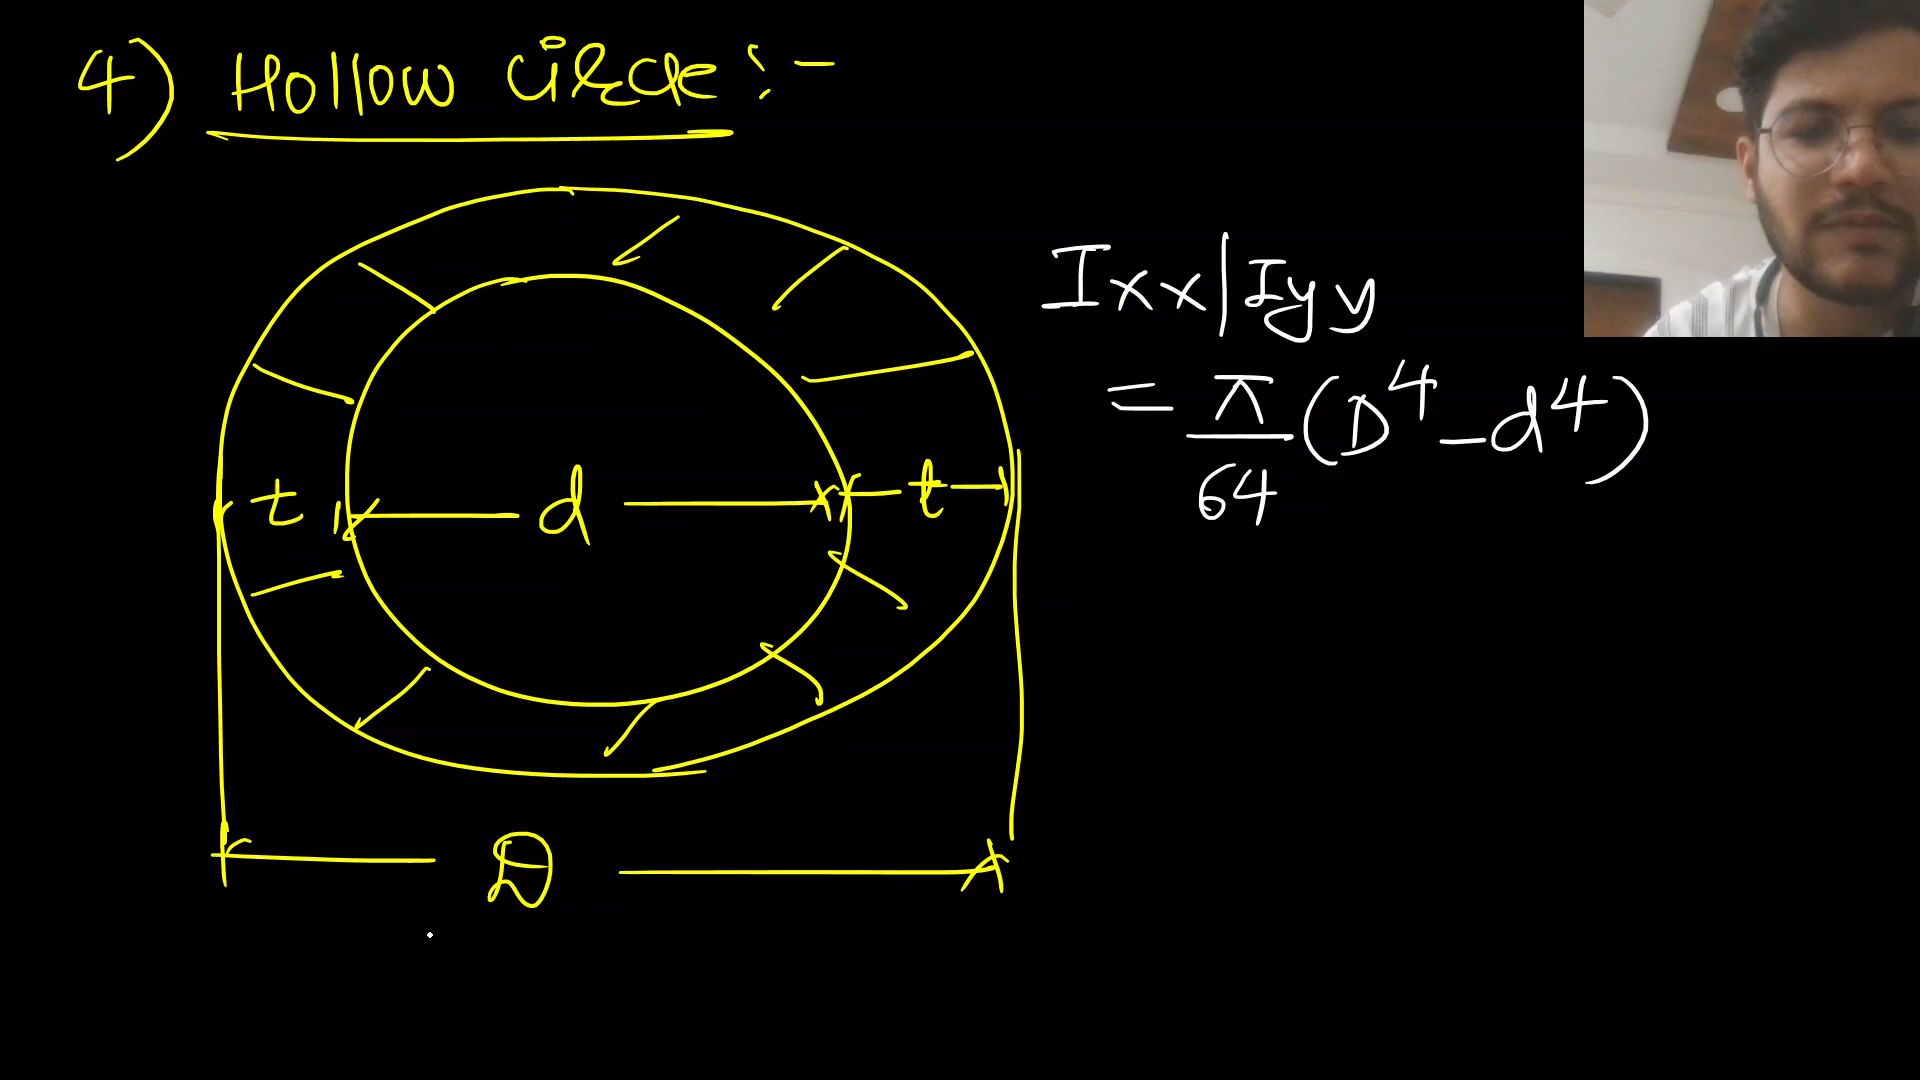 4) Hollow Circle :-
Ixx | Iyy
= π/64 (D⁴ - d⁴)
t d t
D